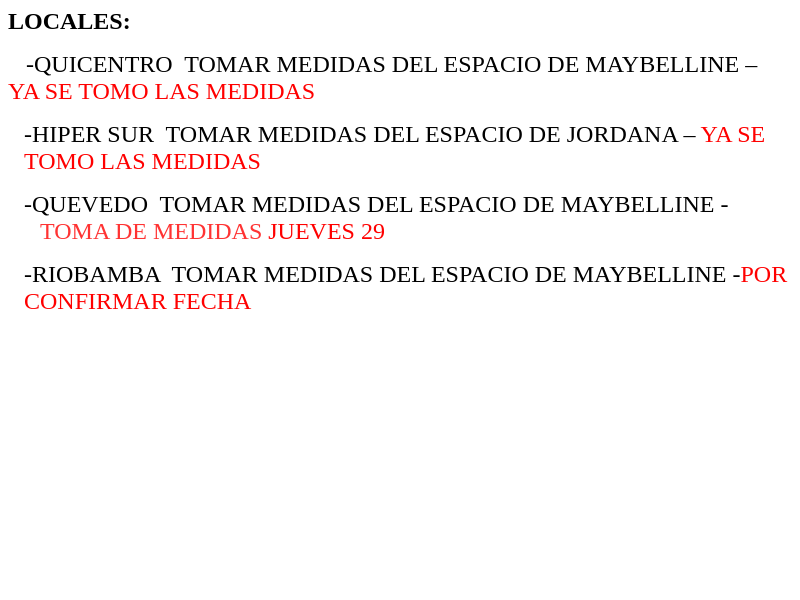 LOCALES:
-QUICENTRO  TOMAR MEDIDAS DEL ESPACIO DE MAYBELLINE –
YA SE TOMO LAS MEDIDAS
-HIPER SUR  TOMAR MEDIDAS DEL ESPACIO DE JORDANA – YA SE
TOMO LAS MEDIDAS
-QUEVEDO  TOMAR MEDIDAS DEL ESPACIO DE MAYBELLINE -
TOMA DE MEDIDAS JUEVES 29
-RIOBAMBA  TOMAR MEDIDAS DEL ESPACIO DE MAYBELLINE -POR
CONFIRMAR FECHA